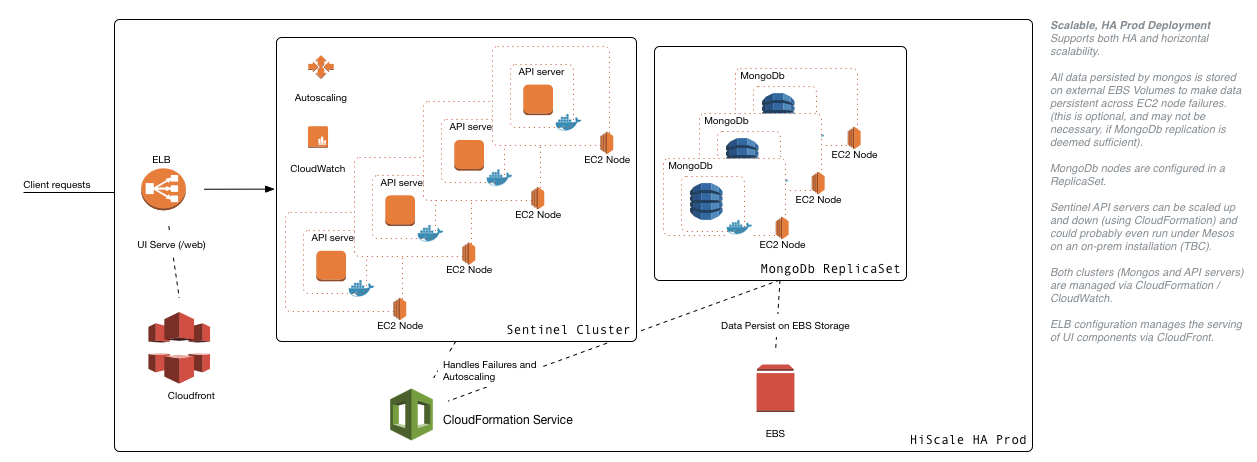 Client requests
ELB
UI Serve (/web)
Cloudfront
Autoscaling
CloudWatch
API server
EC2 Node
API serve
EC2 Node
API serve
EC2 Node
API serve
EC2 Node
Sentinel Cluster
MongoDb
EC2 Node
MongoDb
EC2 Node
MongoDb
EC2 Node
MongoDb ReplicaSet
Handles Failures and
Autoscaling
CloudFormation Service
Data Persist on EBS Storage
EBS
HiScale HA Prod
Scalable, HA Prod Deployment
Supports both HA and horizontal
scalability.
All data persisted by mongos is stored
on external EBS Volumes to make data
persistent across EC2 node failures.
(this is optional, and may not be
necessary, if MongoDb replication is
deemed sufficient).
MongoDb nodes are configured in a
ReplicaSet.
Sentinel API servers can be scaled up
and down (using CloudFormation) and
could probably even run under Mesos
on an on-prem installation (TBC).
Both clusters (Mongos and API servers)
are managed via CloudFormation /
CloudWatch.
ELB configuration manages the serving
of UI components via CloudFront.